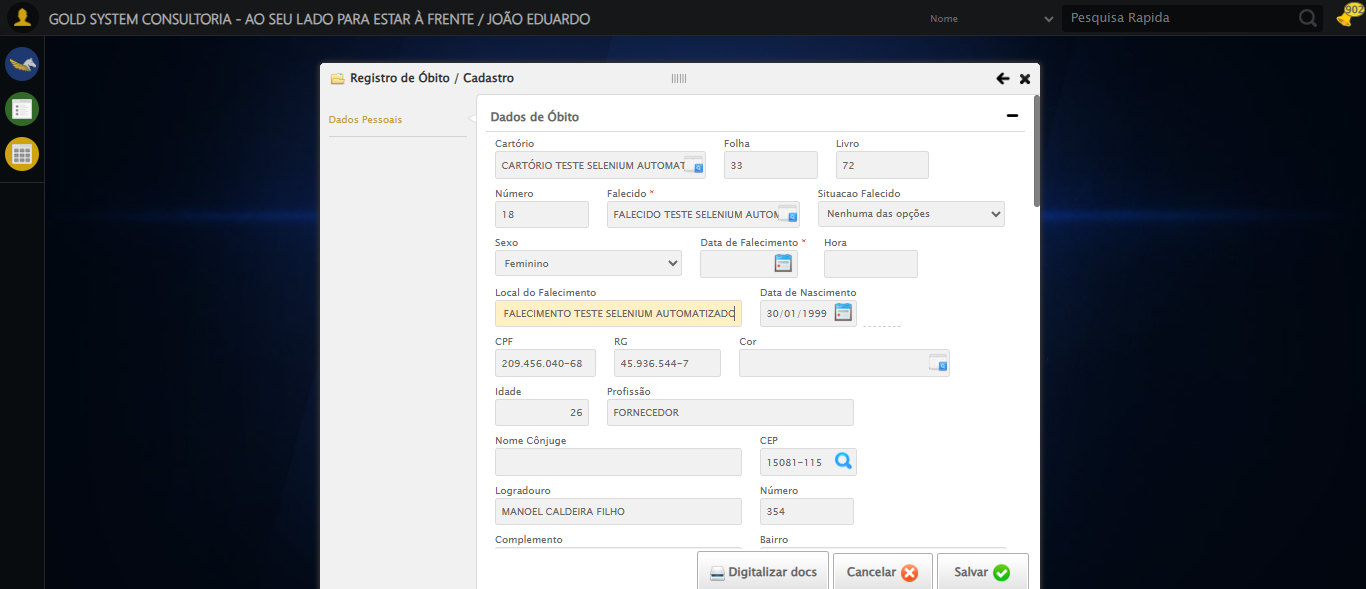 GOLD SYSTEM CONSULTORIA - AO SEU LADO PARA ESTAR À FRENTE / JOÃO EDUARDO
Nome
Pesquisa Rapida
902
Registro de Óbito / Cadastro
Dados Pessoais
Dados de Óbito
Cartório Folha Livro
CARTÓRIO TESTE SELENIUM AUTOMAT 33 72
Número Falecido * Situacao Falecido
18 FALECIDO TESTE SELENIUM AUTOM Nenhuma das opções
Sexo Data de Falecimento * Hora
Feminino
Local do Falecimento Data de Nascimento
FALECIMENTO TESTE SELENIUM AUTOMATIZADO 30/01/1999
CPF RG Cor
209.456.040-68 45.936.544-7
Idade Profissão
26 FORNECEDOR
Nome Cônjuge CEP
15081-115
Logradouro Número
MANOEL CALDEIRA FILHO 354
Complemento Bairro
Digitalizar docs Cancelar Salvar